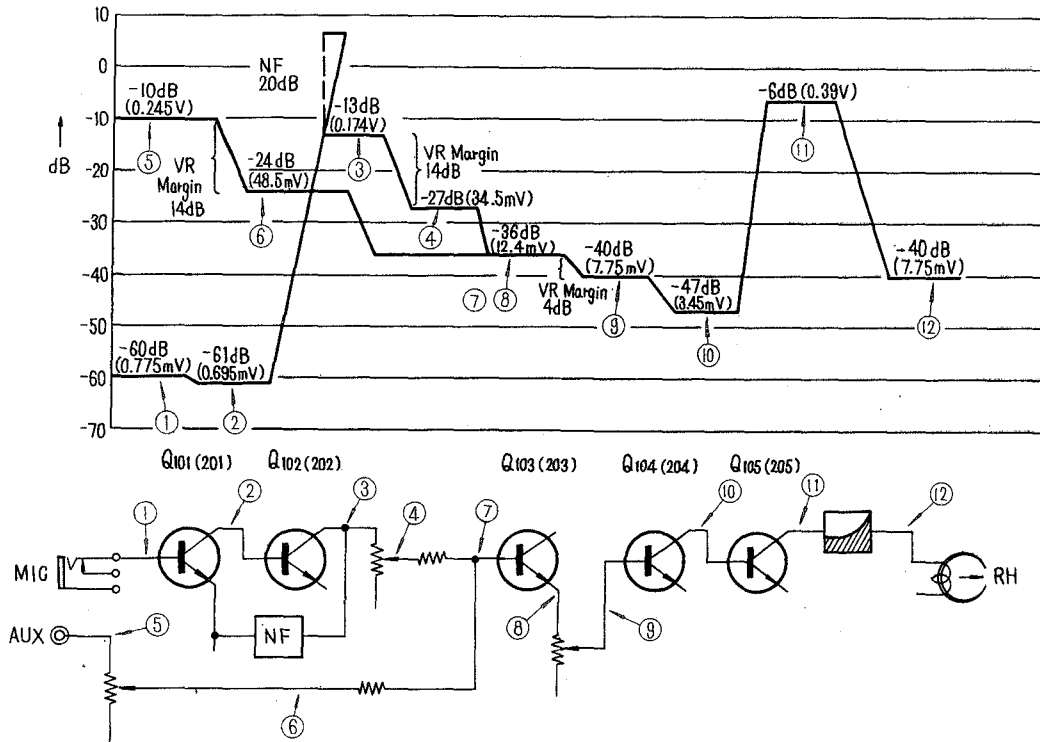 10
0
-10
-20
-30
-40
-50
-60
-70
dB
NF
20dB
-10dB
(0.245V)
⑤
VR
Margin
14dB
-24dB
(48.5mV)
⑥
-13dB
(0.174V)
③
VR Margin
14dB
-27dB(34.5mV)
④
-36dB
(12.4mV)
⑦ ⑧
VR Margin
4dB
-40dB
(7.75mV)
⑨
-47dB
(3.45mV)
⑩
-6dB(0.39V)
⑪
-40dB
(7.75mV)
⑫
-60dB
(0.775mV)
①
-61dB
(0.695mV)
②
Q101(201) Q102(202) Q103(203) Q104(204) Q105(205)
① ② ③ ④ ⑦ ⑩ ⑪ ⑫
MIC
RH
AUX
⑤
NF
⑧
⑨
⑥